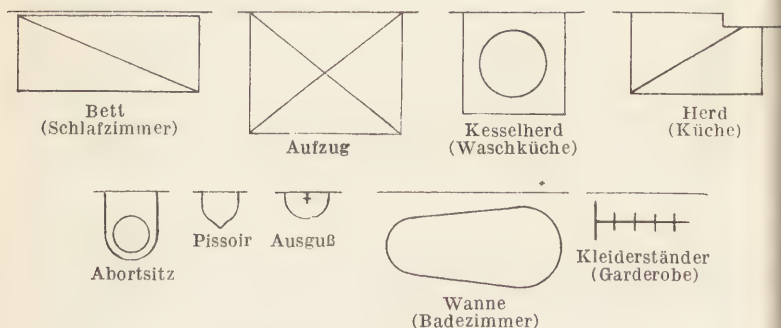 Bett
(Schlafzimmer)
Aufzug
Kesselherd
(Waschküche)
Herd
(Küche)
Abortsitz
Pissoir
Ausguß
Wanne
(Badezimmer)
Kleiderständer
(Garderobe)